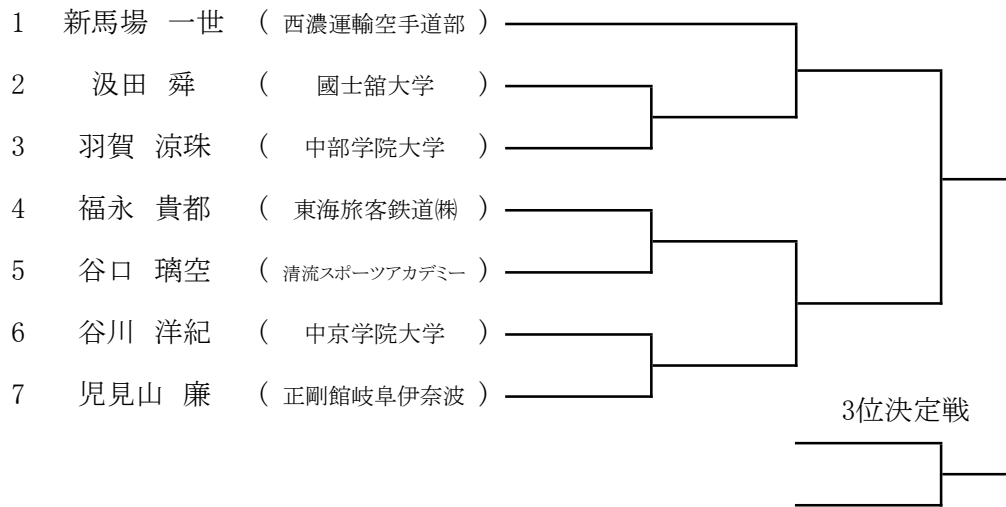 1 新馬場 一世 ( 西濃運輸空手道部 )
2 汲田 舜 ( 國士舘大学 )
3 羽賀 涼珠 ( 中部学院大学 )
4 福永 貴都 ( 東海旅客鉄道㈱ )
5 谷口 璃空 ( 清流スポーツアカデミー )
6 谷川 洋紀 ( 中京学院大学 )
7 児見山 廉 ( 正剛館岐阜伊奈波 )
3位決定戦